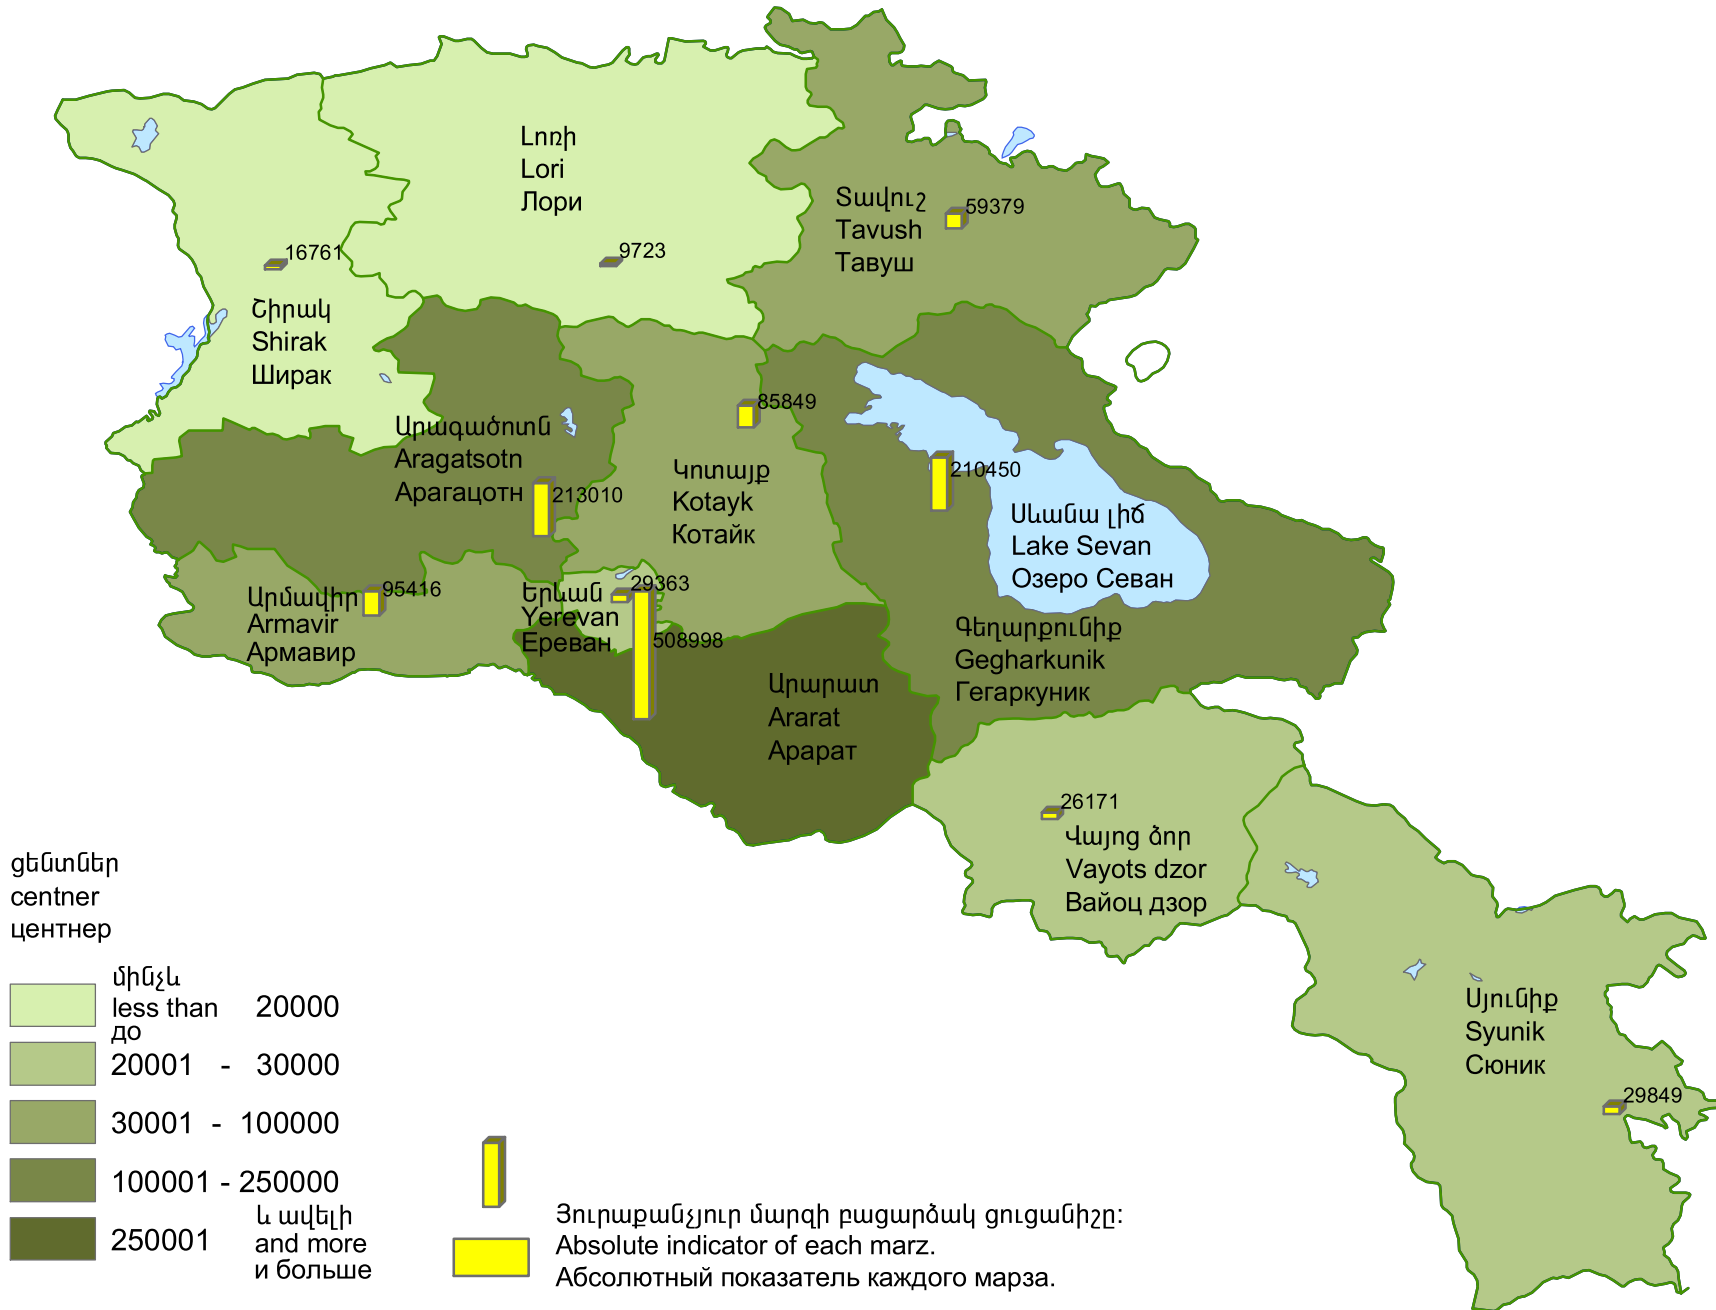 Լոռի
Lori
Лори
Տավուշ
Tavush
Тавуш
59379
16761
9723
Շիրակ
Shirak
Ширак
85849
Արագածոտն
Aragatsotn
Арагацотн
213010
Կոտայք
Kotayk
Котайк
210450
Սևանա լիճ
Lake Sevan
Озеро Севан
Արմավիր
Armavir
Армавир
95416
Երևան
Yerevan
Ереван
29363
508998
Գեղարքունիք
Gegharkunik
Гегаркуник
Արարատ
Ararat
Арарат
26171
Վայոց ձոր
Vayots dzor
Вайоц дзор
Սյունիք
Syunik
Сюник
29849
ցենտներ
centner
центнер
մինչև
less than 20000
до
20001 - 30000
30001 - 100000
100001 - 250000
250001
և ավելի
and more
и больше
Յուրաքանչյուր մարզի բացարձակ ցուցանիշը:
Absolute indicator of each marz.
Абсолютный показатель каждого марза.